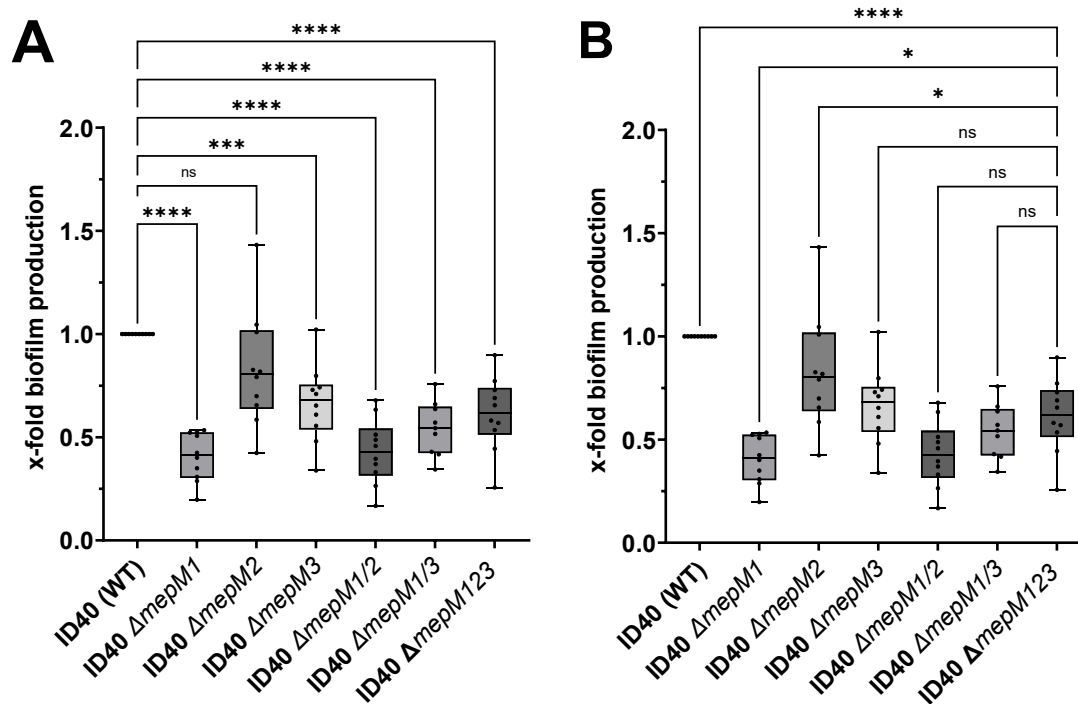 A
****
****
****
***
ns
****
2.0
1.5
1.0
0.5
0.0
x-fold biofilm production
ID40 (WT)
ID40 ΔmepM1
ID40 ΔmepM2
ID40 ΔmepM3
ID40 ΔmepM1/2
ID40 ΔmepM1/3
ID40 ΔmepM123
B
****
*
*
ns
ns
ns
2.0
1.5
1.0
0.5
0.0
x-fold biofilm production
ID40 (WT)
ID40 ΔmepM1
ID40 ΔmepM2
ID40 ΔmepM3
ID40 ΔmepM1/2
ID40 ΔmepM1/3
ID40 ΔmepM123